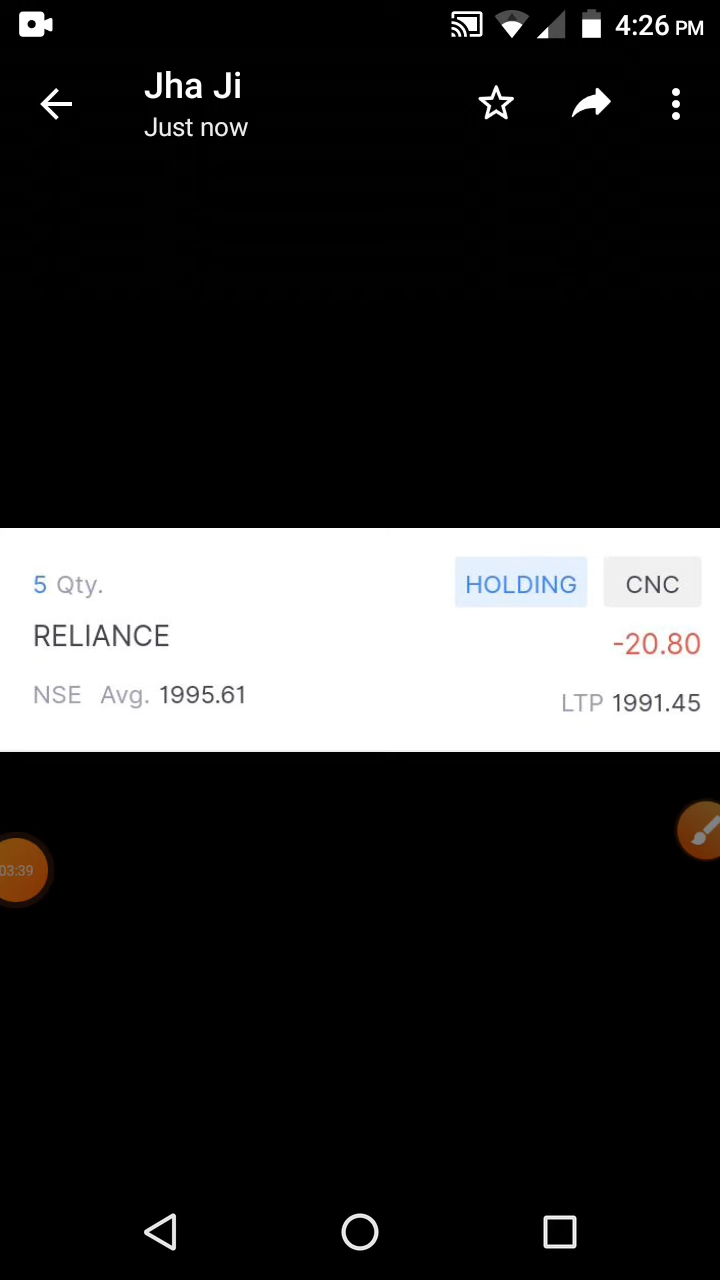 4:26 PM
Jha Ji
Just now
5 Qty. HOLDING CNC
RELIANCE -20.80
NSE Avg. 1995.61 LTP 1991.45
03:39